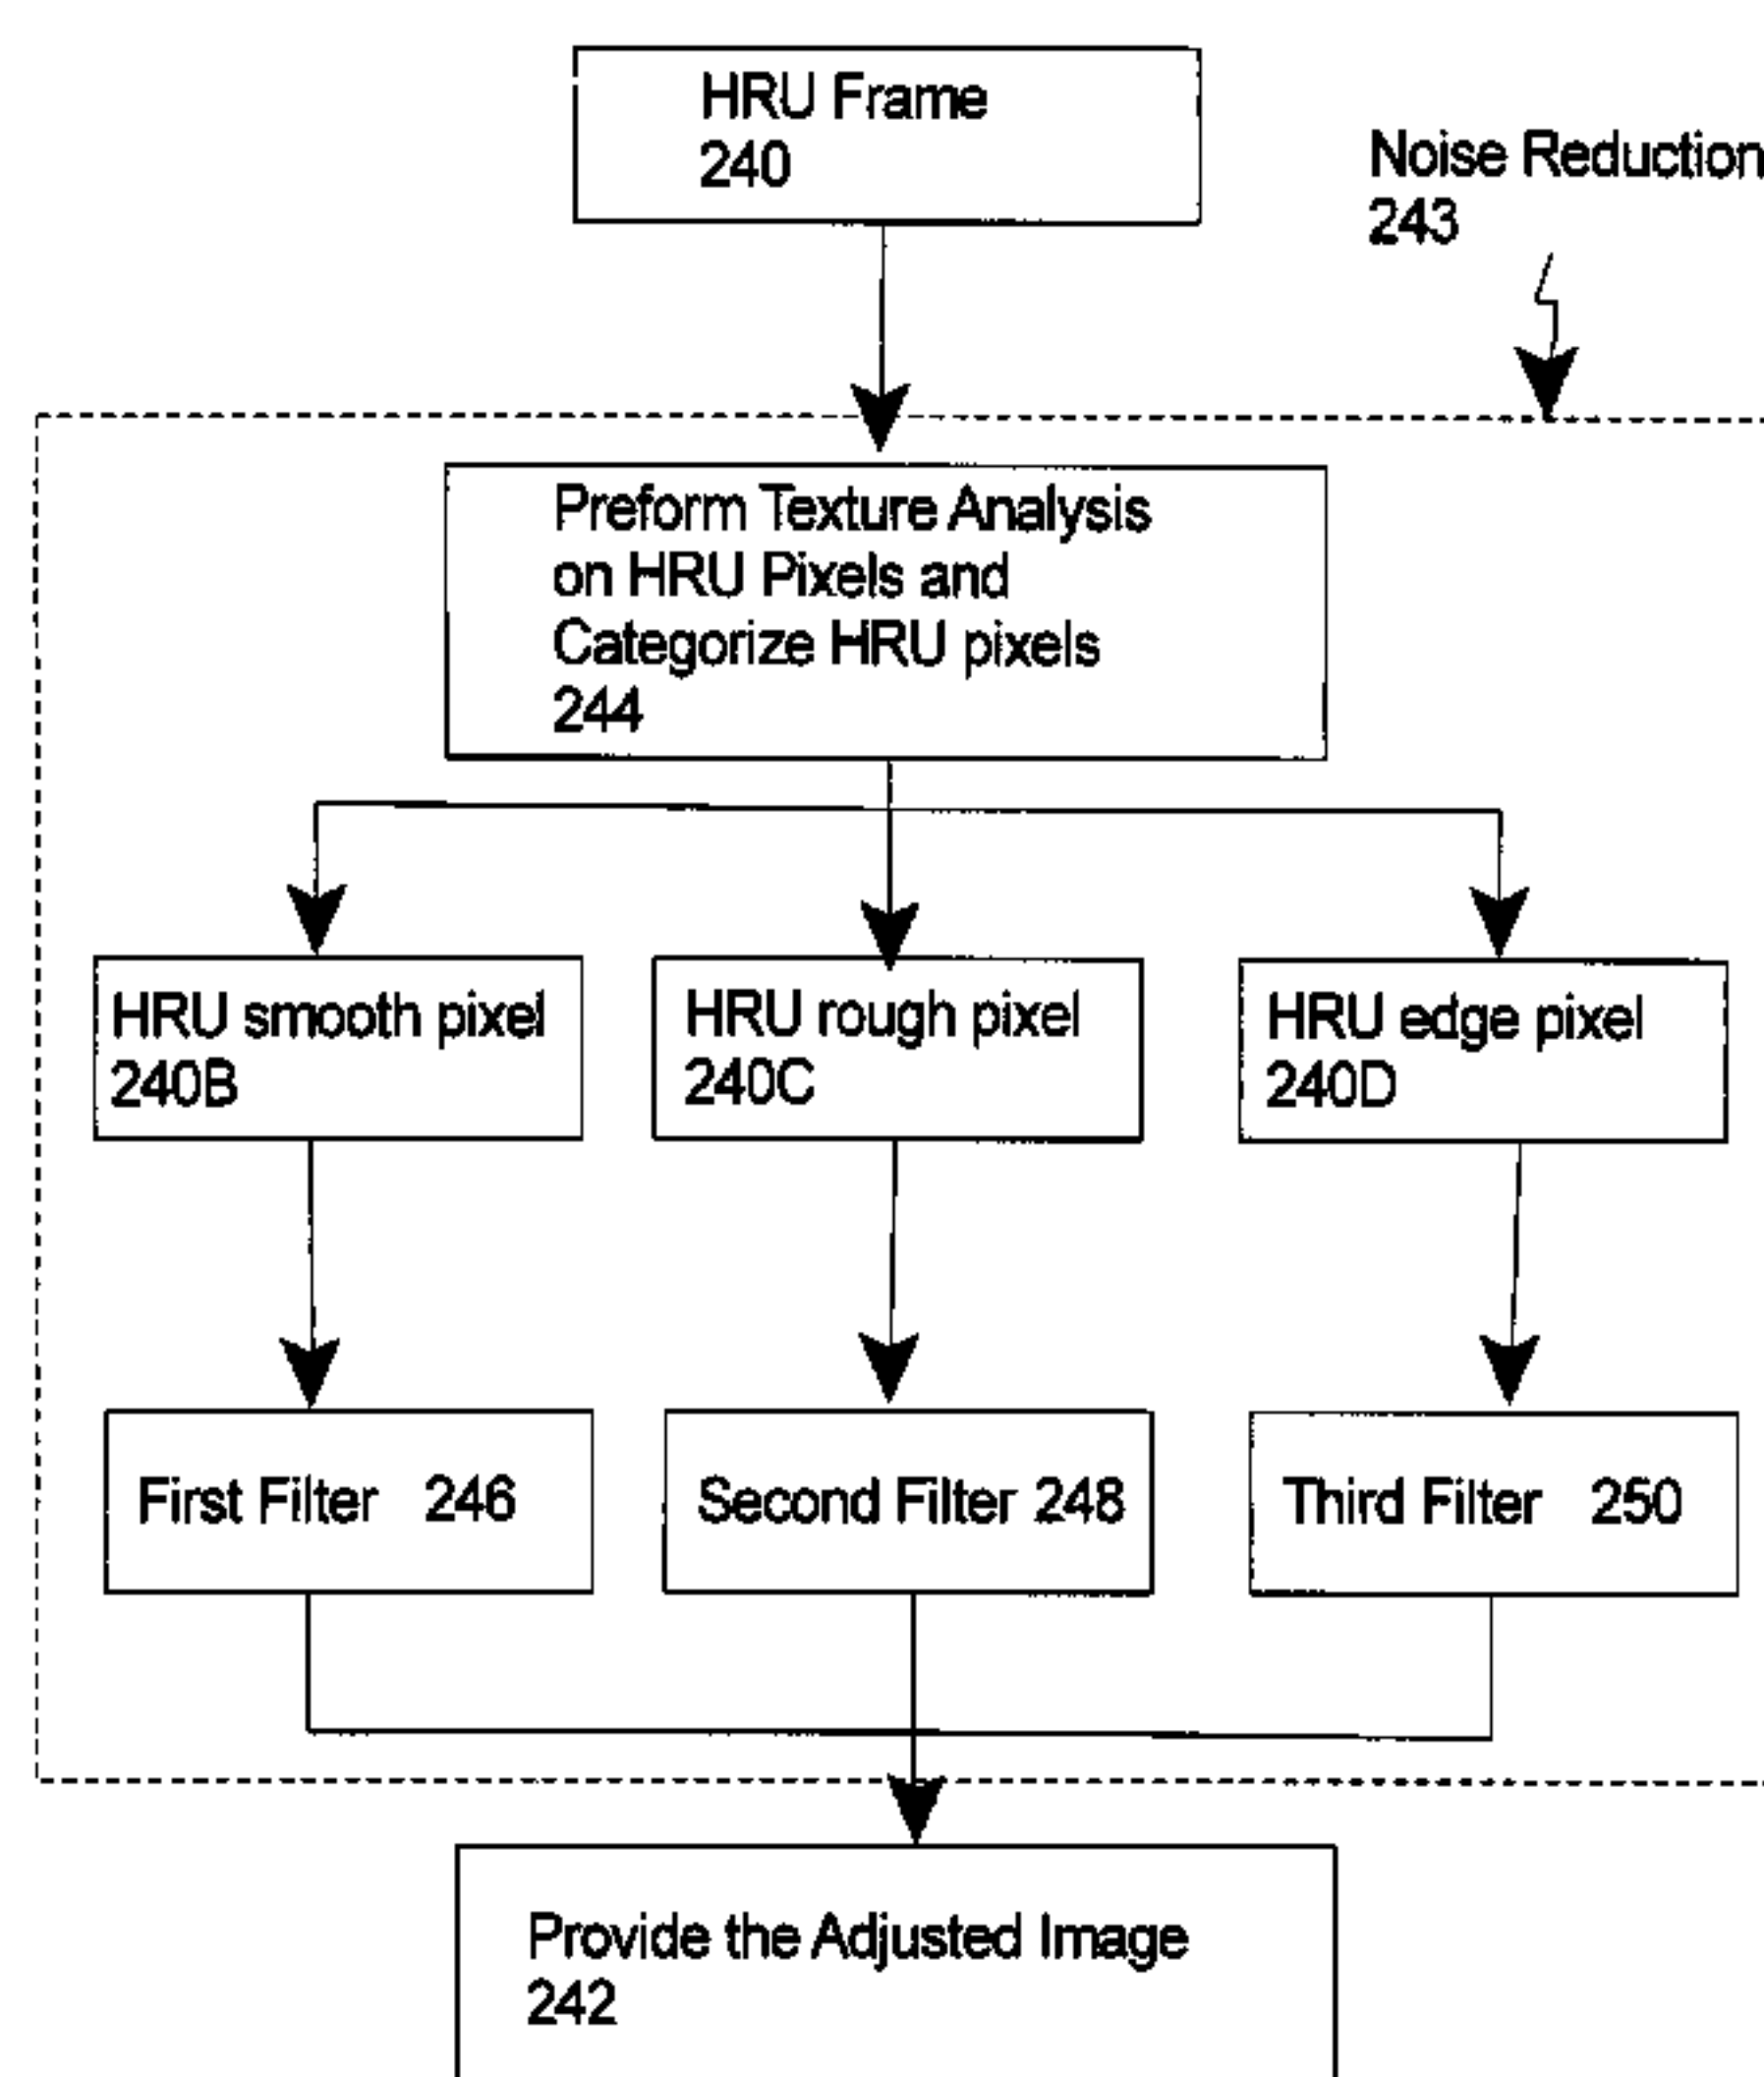 HRU Frame
240
Noise Reduction
243
Preform Texture Analysis
on HRU Pixels and
Categorize HRU pixels
244
HRU smooth pixel
240B
HRU rough pixel
240C
HRU edge pixel
240D
First Filter 246
Second Filter 248
Third Filter 250
Provide the Adjusted Image
242